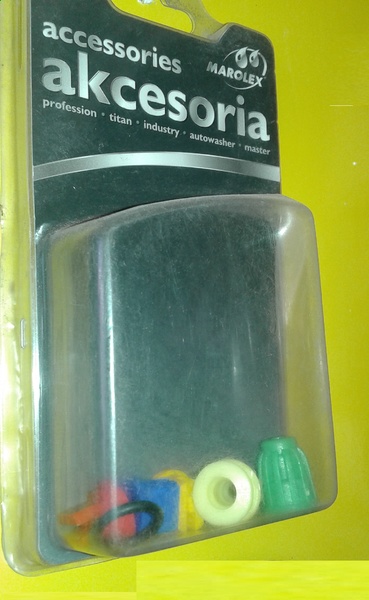 accessories
MAROLEX
akcesoria
profession • titan • industry • autowasher • master